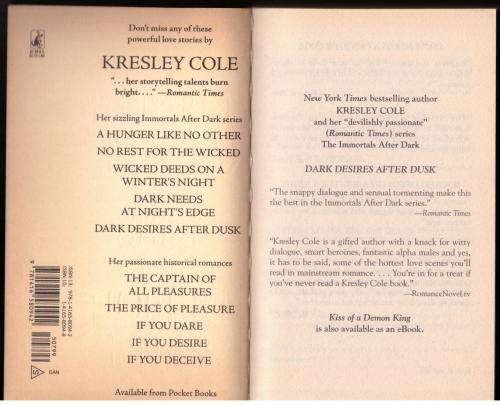 Don't miss any of these
powerful love stories by
KRESLEY COLE
"...her storytelling talents burn
bright...." —Romantic Times
Her sizzling Immortals After Dark series
A HUNGER LIKE NO OTHER
NO REST FOR THE WICKED
WICKED DEEDS ON A
WINTER'S NIGHT
DARK NEEDS
AT NIGHT'S EDGE
DARK DESIRES AFTER DUSK
Her passionate historical romances
THE CAPTAIN OF
ALL PLEASURES
THE PRICE OF PLEASURE
IF YOU DARE
IF YOU DESIRE
IF YOU DECEIVE
Available from Pocket Books
50799
S
GAN
New York Times bestselling author
KRESLEY COLE
and her "devilishly passionate"
(Romantic Times) series
The Immortals After Dark
DARK DESIRES AFTER DUSK
"The snappy dialogue and sensual tormenting make this
the best in the Immortals After Dark series."
—Romantic Times
"Kresley Cole is a gifted author with a knack for witty
dialogue, smart heroines, fantastic alpha males and yes,
it has to be said, some of the hottest love scenes you'll
read in mainstream romance. . . . You're in for a treat if
you've never read a Kresley Cole book."
—RomanceNovel.tv
Kiss of a Demon King
is also available as an eBook.